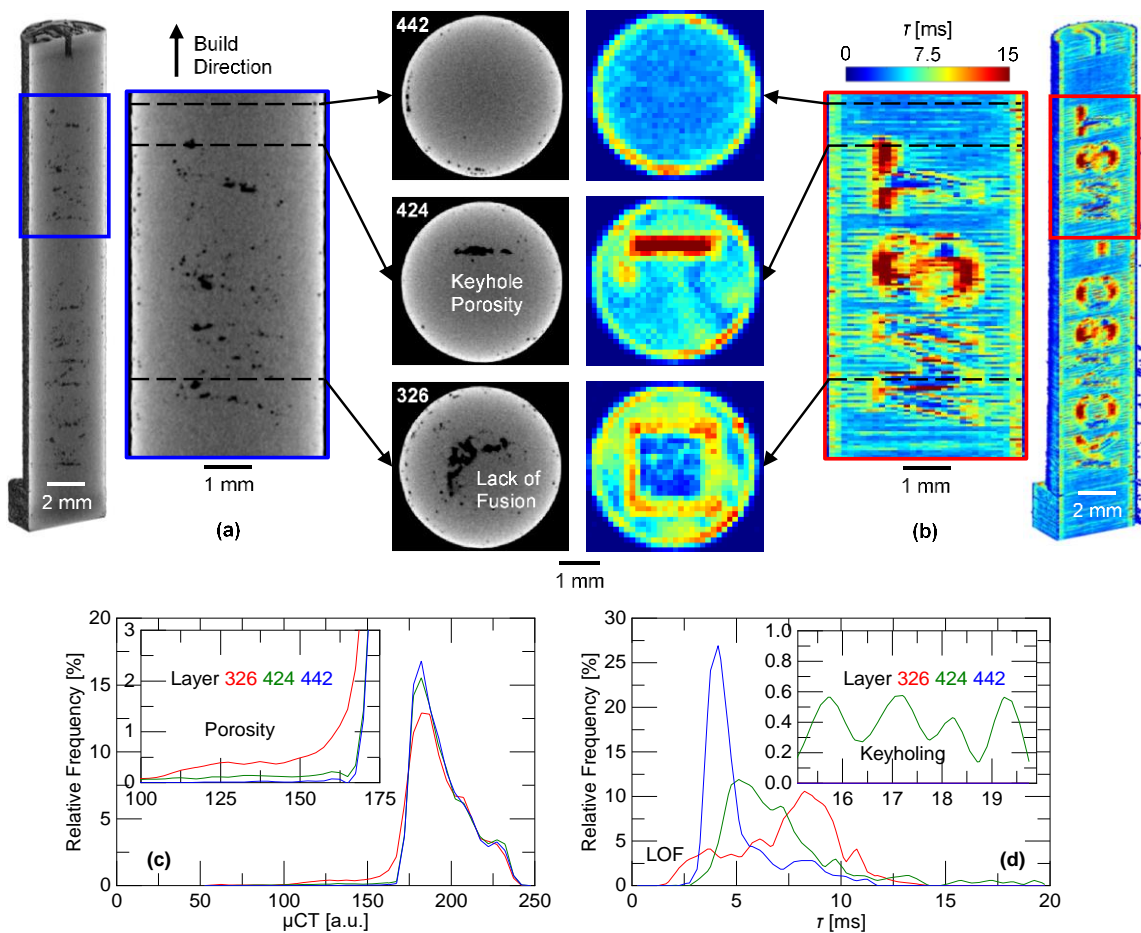 442
τ [ms]
0 7.5 15
Build
Direction
424
Keyhole
Porosity
326
Lack of
Fusion
1 mm
1 mm
2 mm
2 mm
(a)
(b)
1 mm
20
15
10
5
0
Relative Frequency [%]
3
2
1
0
Layer 326 424 442
Porosity
100 125 150 175
(c)
0 50 100 150 200 250
µCT [a.u.]
30
25
20
15
10
5
0
Relative Frequency [%]
1.0
0.8
0.6
0.4
0.2
0.0
Layer 326 424 442
Keyholing
16 17 18 19
LOF
(d)
0 5 10 15 20
τ [ms]